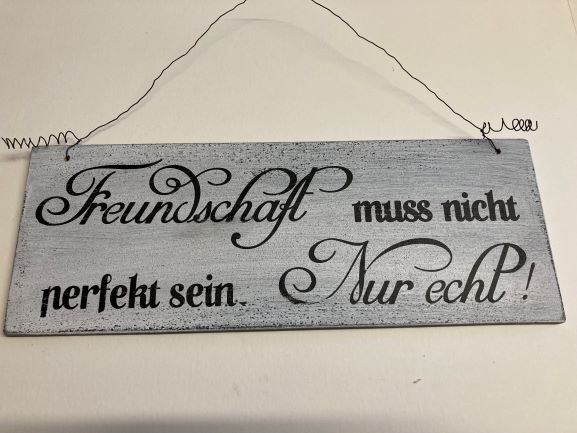 Freundschaft muss nicht
perfekt sein. Nur echt!